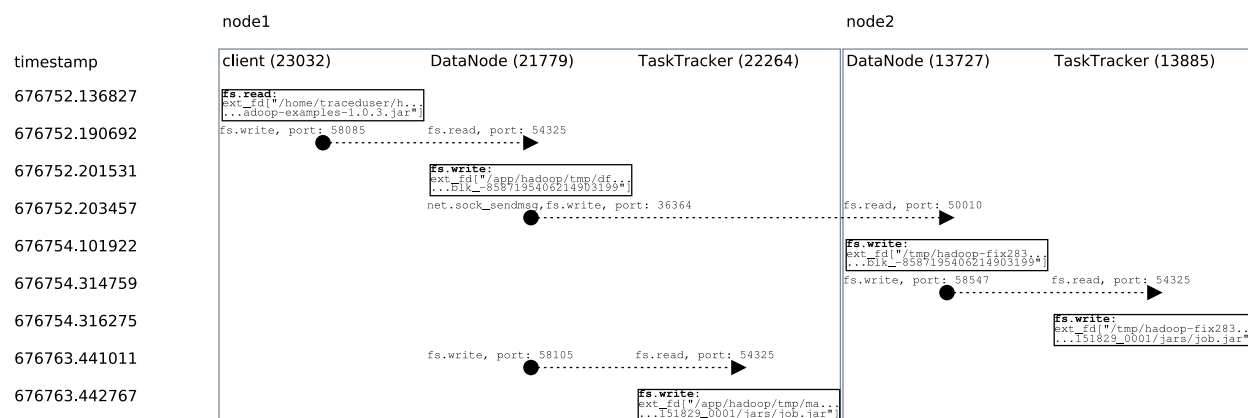 node1 node2
timestamp client (23032) DataNode (21779) TaskTracker (22264) DataNode (13727) TaskTracker (13885)
676752.136827
fs.read:
ext_fd["/home/traceduser/h...
...adoop-examples-1.0.3.jar"]
676752.190692
fs.write, port: 58085 fs.read, port: 54325
676752.201531
fs.write:
ext_fd["/app/hadoop/tmp/df...
...blk_-8587195406214903199"]
676752.203457
net.sock_sendmsg,fs.write, port: 36364 fs.read, port: 50010
676754.101922
fs.write:
ext_fd["/tmp/hadoop-fix283...
...blk_-8587195406214903199"]
676754.314759
fs.write, port: 58547 fs.read, port: 54325
676754.316275
fs.write:
ext_fd["/tmp/hadoop-fix283...
...151829_0001/jars/job.jar"
676763.441011
fs.write, port: 58105 fs.read, port: 54325
676763.442767
fs.write:
ext_fd["/app/hadoop/tmp/ma...
...151829_0001/jars/job.jar"]